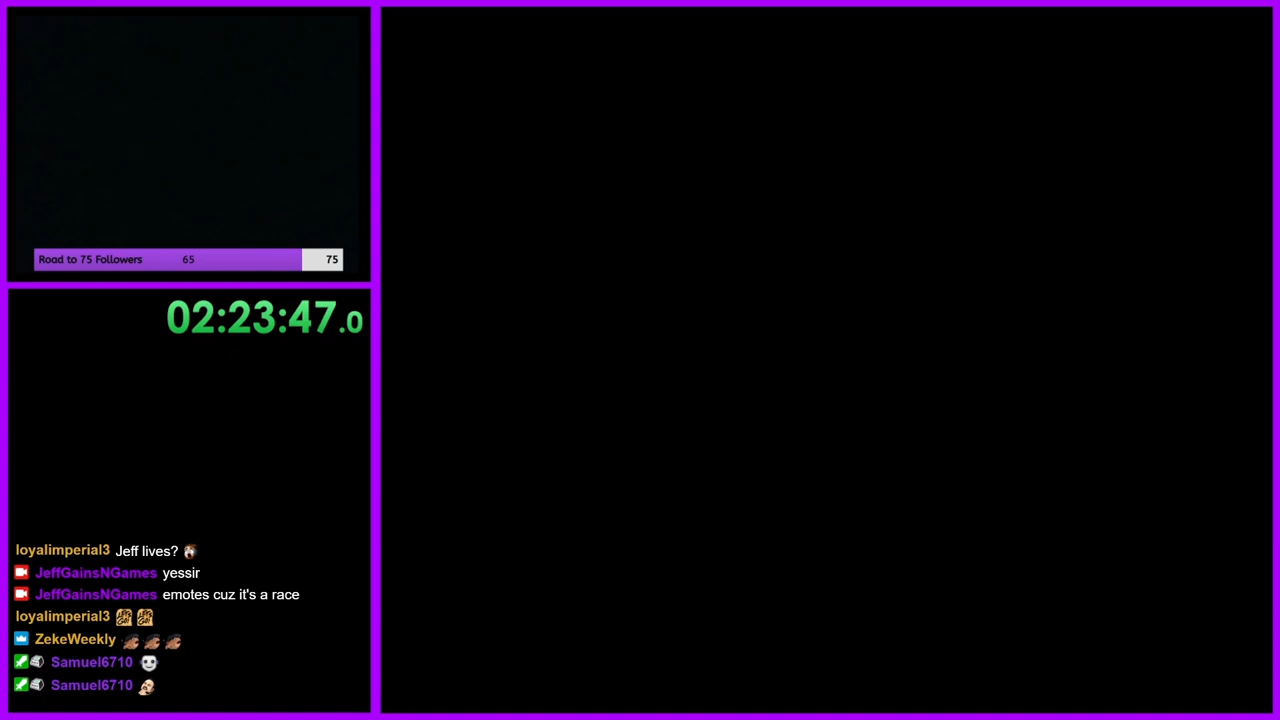 Road to 75 Followers 65 75
02:23:47.0
loyalimperial3 Jeff lives?
JeffGainsNGames yessir
JeffGainsNGames emotes cuz it's a race
loyalimperial3
ZekeWeekly
Samuel6710
Samuel6710